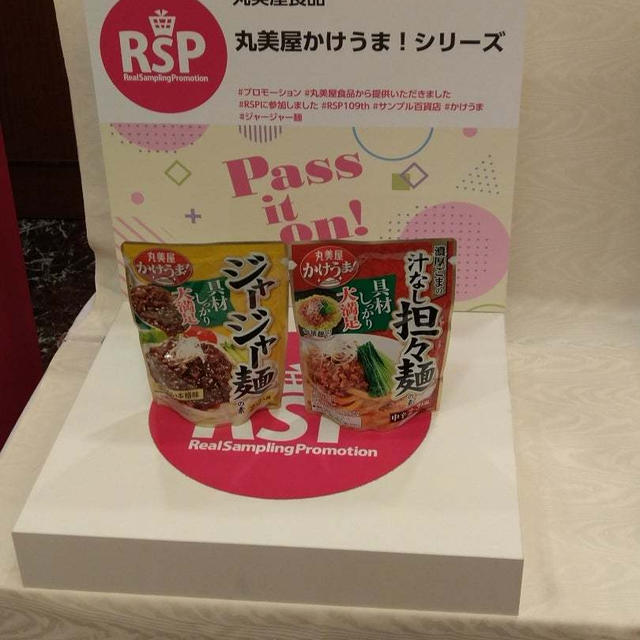 丸美屋食品
RSP
RealSamplingPromotion
丸美屋かけうま！シリーズ
#プロモーション #丸美屋食品から提供いただきました
#RSPに参加しました #RSP109th #サンプル百貨店 #かけうま
#ジャージャー麺
Pass
it
on!
丸美屋
かけうま!
具材
しっかり
大満足
ジャージャー麺
の素
丸美屋
かけうま!
具材
しっかり
大満足
濃厚ごまの
汁なし担々麺
の素
RSP
RealSamplingPromotion